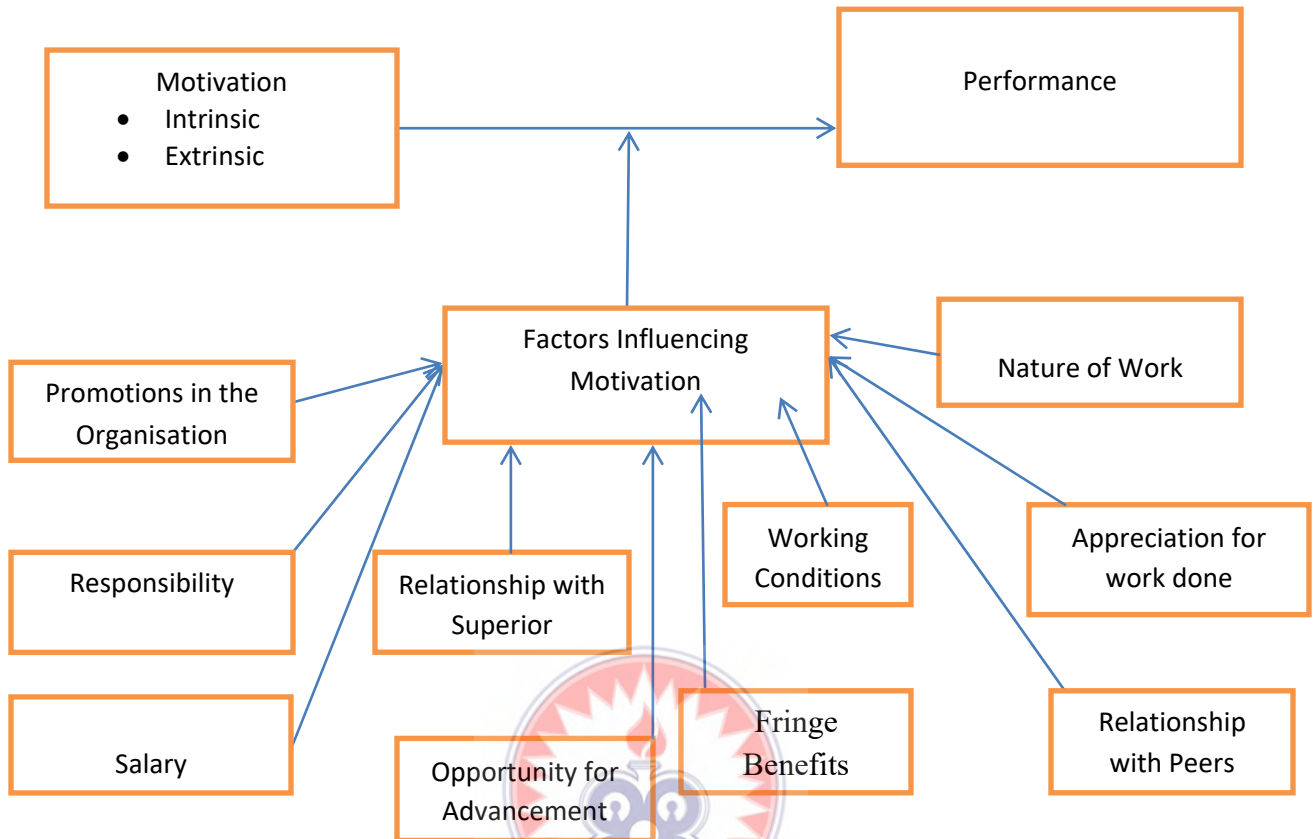 Motivation
• Intrinsic
• Extrinsic
Performance
Factors Influencing
Motivation
Nature of Work
Promotions in the
Organisation
Responsibility
Relationship with
Superior
Working
Conditions
Appreciation for
work done
Salary
Opportunity for
Advancement
Fringe
Benefits
Relationship
with Peers